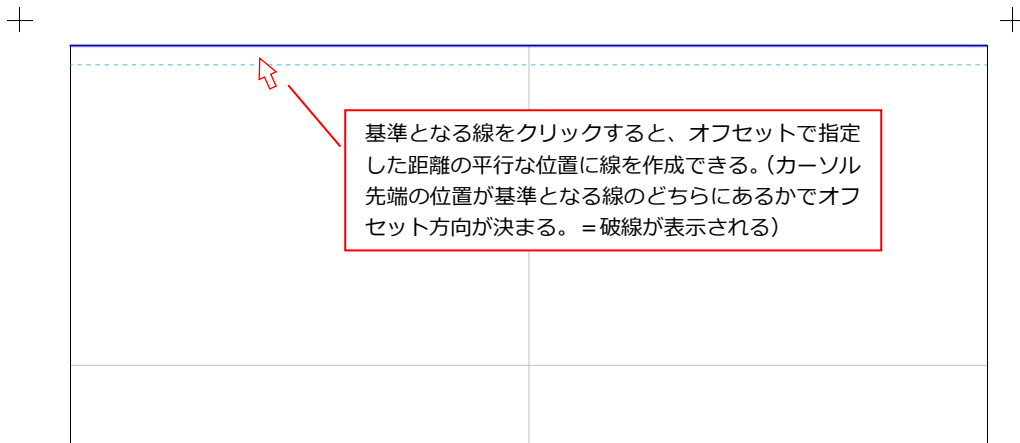 基準となる線をクリックすると、オフセットで指定
した距離の平行な位置に線を作成できる。（カーソル
先端の位置が基準となる線のどちらにあるかでオフ
セット方向が決まる。＝破線が表示される）